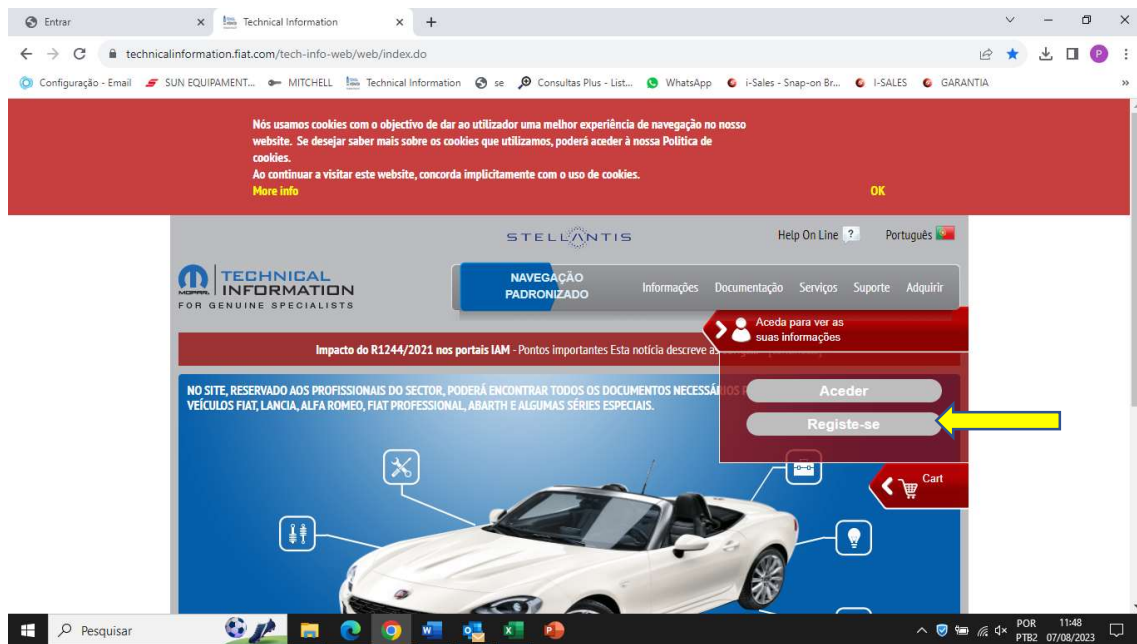 Entrar
Technical Information
technicalinformation.fiat.com/tech-info-web/web/index.do
P
Configuração - Email
SUN EQUIPAMENT...
MITCHELL
Technical Information
se
Consultas Plus - List...
WhatsApp
i-Sales - Snap-on Br...
I-SALES
GARANTIA
»
Nós usamos cookies com o objectivo de dar ao utilizador uma melhor experiência de navegação no nosso
website. Se desejar saber mais sobre os cookies que utilizamos, poderá aceder à nossa Politica de
cookies.
Ao continuar a visitar este website, concorda implicitamente com o uso de cookies.
More info
OK
STELLANTIS
Help On Line ?
Português
MOPAR
TECHNICAL
INFORMATION
FOR GENUINE SPECIALISTS
NAVEGAÇÃO
PADRONIZADO
Informações
Documentação
Serviços
Suporte
Adquirir
Aceda para ver as
suas informações
Impacto do R1244/2021 nos portais IAM - Pontos importantes Esta notícia descreve
NO SITE, RESERVADO AOS PROFISSIONAIS DO SECTOR, PODERÁ ENCONTRAR TODOS OS DOCUMENTOS NECESSÁRIOS
VEÍCULOS FIAT, LANCIA, ALFA ROMEO, FIAT PROFESSIONAL, ABARTH E ALGUMAS SÉRIES ESPECIAIS.
Aceder
Registe-se
Cart
Pesquisar
POR
PTB2
11:48
07/08/2023